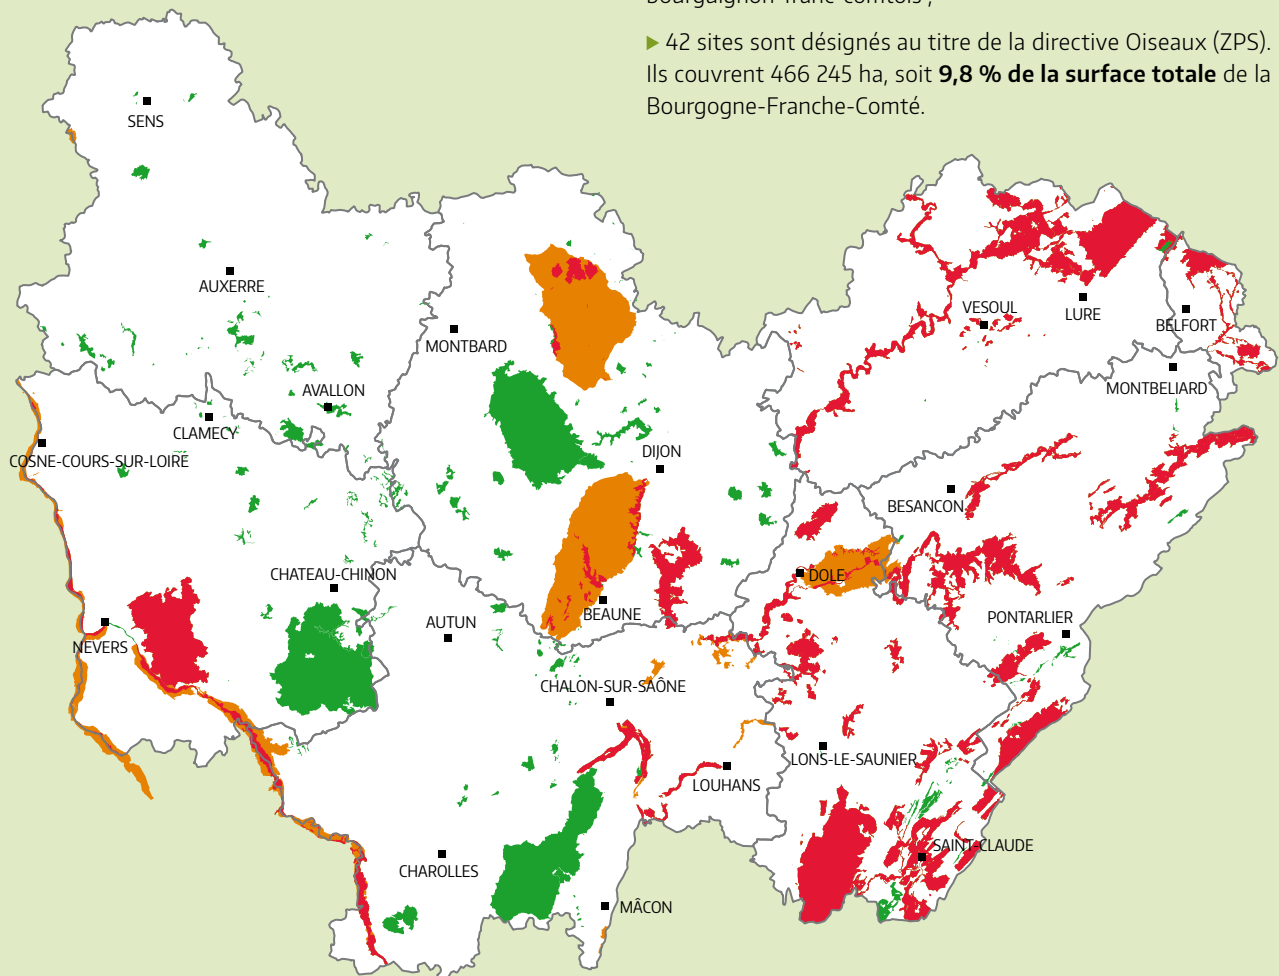 bourguignon-franc-comtois ;
▶ 42 sites sont désignés au titre de la directive Oiseaux (ZPS).
Ils couvrent 466 245 ha, soit 9,8 % de la surface totale de la
Bourgogne-Franche-Comté.
SENS
AUXERRE
MONTBARD
VESOUL
LURE
BELFORT
MONTBELIARD
AVALLON
CLAMECY
COSNE-COURS-SUR-LOIRE
DIJON
BESANCON
CHATEAU-CHINON
DOLE
BEAUNE
AUTUN
NEVERS
PONTARLIER
CHALON-SUR-SAÔNE
LONS-LE-SAUNIER
LOUHANS
SAINT-CLAUDE
CHAROLLES
MÂCON